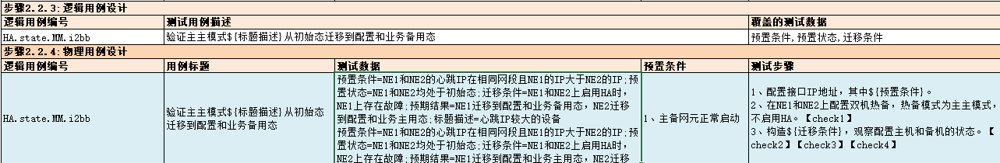 步骤2.2.3:逻辑用例设计
逻辑用例编号 测试用例描述 覆盖的测试数据
HA.state.MM.i2bb 验证主主模式${标题描述}从初始态迁移到配置和业务备用态 预置条件,预置状态,迁移条件
步骤2.2.4:物理用例设计
逻辑用例编号 用例标题 测试数据 预置条件 测试步骤
HA.state.MM.i2bb
验证主主模式${标题描述}从初始态
迁移到配置和业务备用态
预置条件=NE1和NE2的心跳IP在相同网段且NE1的IP大于NE2的IP;预
置状态=NE1和NE2均处于初始态;迁移条件=NE1和NE2上启用HA时,
NE1上存在故障;预期结果=NE1迁移到配置和业务备用态，NE2迁移
到配置和业务主用态;标题描述=心跳IP较大的设备
预置条件=NE1和NE2的心跳IP在相同网段且NE1的IP大于NE2的IP;预
置状态=NE1和NE2均处于初始态;迁移条件=NE1和NE2上启用HA时,
NE2上存在故障;预期结果=NE1迁移到配置和业务主用态，NE2迁移
1、主备网元正常启动
1、配置接口IP地址，其中${预置条件}。
2、在NE1和NE2上配置双机热备，热备模式为主主模式，
不启用HA。【check1】
3、构造${迁移条件}，观察配置主机和备机的状态。【
check2】【check3】【check4】